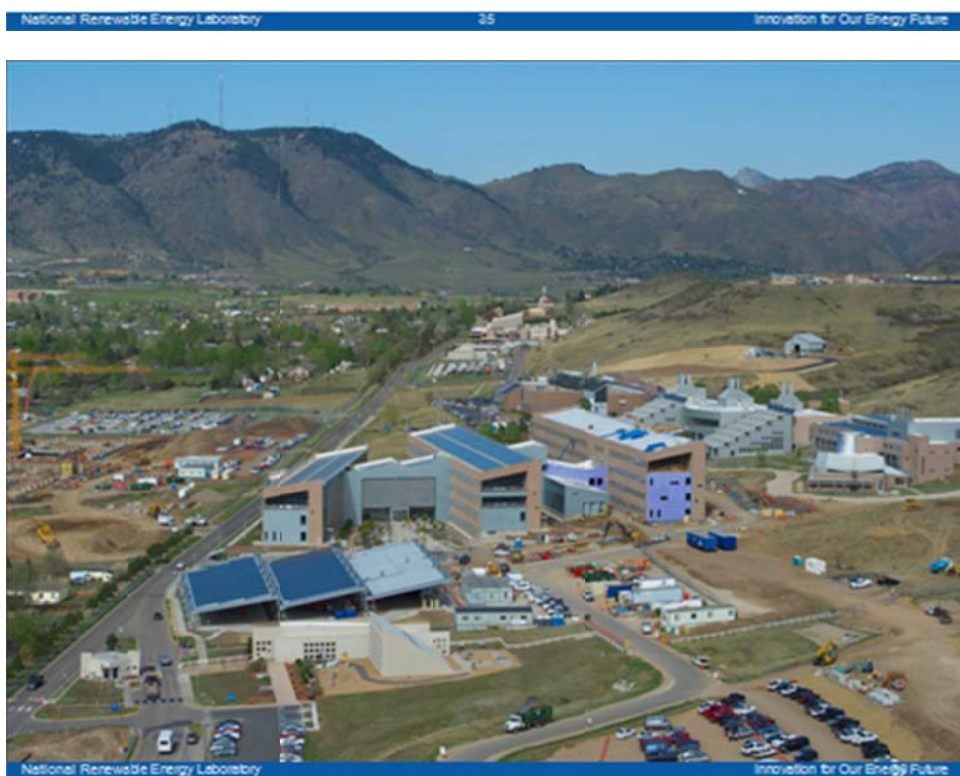 National Renewable Energy Laboratory 35 Innovation for Our Energy Future
National Renewable Energy Laboratory Innovation for Our Energy Future